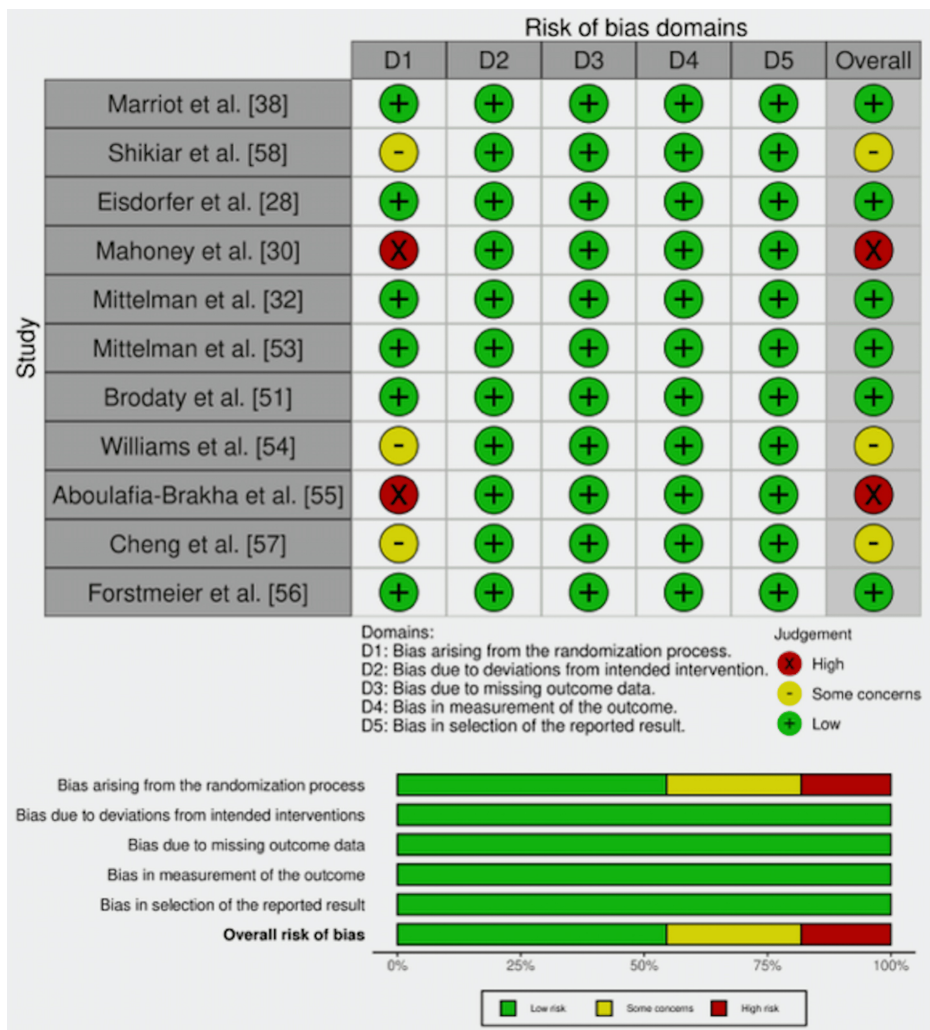 Risk of bias domains
D1 D2 D3 D4 D5 Overall
Study
Marriot et al. [38] + + + + + +
Shikiar et al. [58] - + + + + -
Eisdorfer et al. [28] + + + + + +
Mahoney et al. [30] X + + + + X
Mittelman et al. [32] + + + + + +
Mittelman et al. [53] + + + + + +
Brodaty et al. [51] + + + + + +
Williams et al. [54] - + + + + -
Aboulafia-Brakha et al. [55] X + + + + X
Cheng et al. [57] - + + + + -
Forstmeier et al. [56] + + + + + +
Domains:
D1: Bias arising from the randomization process.
D2: Bias due to deviations from intended intervention.
D3: Bias due to missing outcome data.
D4: Bias in measurement of the outcome.
D5: Bias in selection of the reported result.
Judgement
X High
- Some concerns
+ Low
Bias arising from the randomization process
Bias due to deviations from intended interventions
Bias due to missing outcome data
Bias in measurement of the outcome
Bias in selection of the reported result
Overall risk of bias
0% 25% 50% 75% 100%
Low risk Some concerns High risk